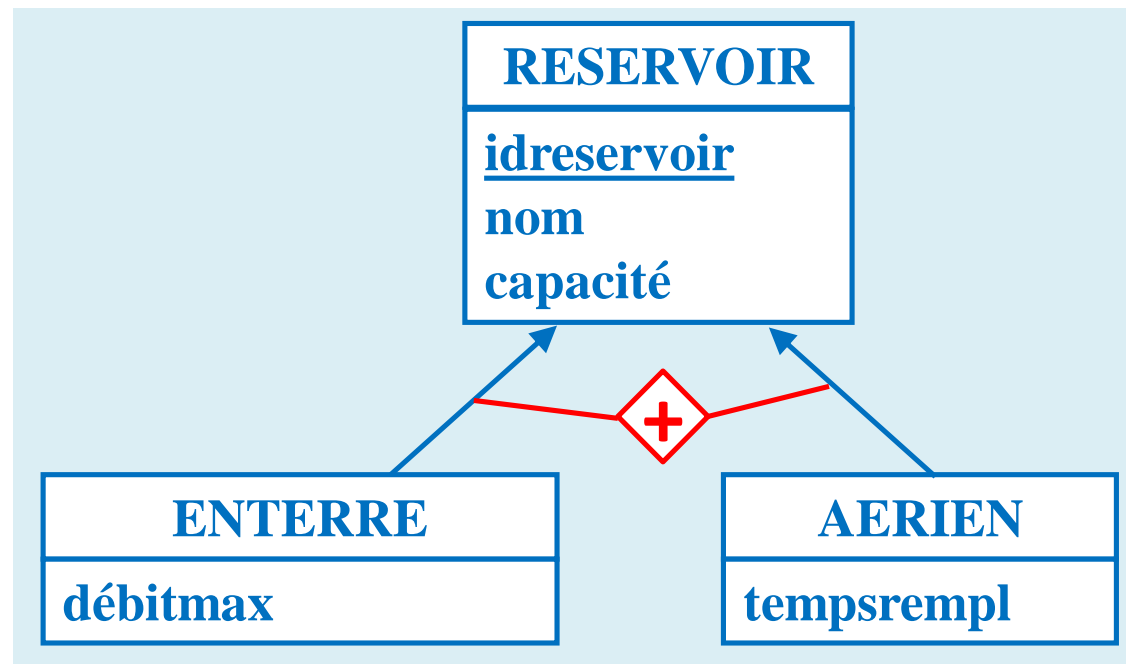 RESERVOIR
idreservoir
nom
capacité
+
ENTERRE
débitmax
AERIEN
tempsrempl